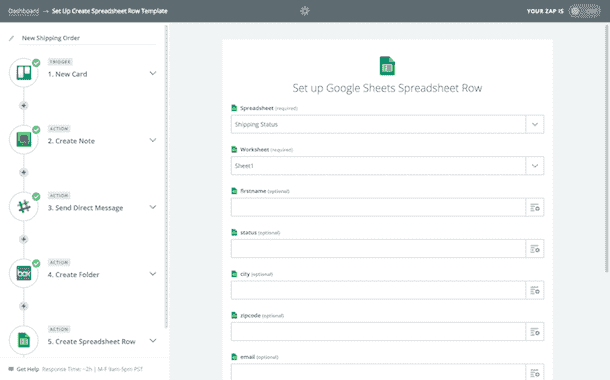 Dashboard → Set Up Create Spreadsheet Row Template
YOUR ZAP IS
New Shipping Order
TRIGGER
1. New Card
ACTION
2. Create Note
ACTION
3. Send Direct Message
ACTION
4. Create Folder
ACTION
5. Create Spreadsheet Row
Get Help Response Time: ~2h | M-F 9am-5pm PST
Set up Google Sheets Spreadsheet Row
Spreadsheet (required)
Shipping Status
Worksheet (required)
Sheet1
firstname (optional)
status (optional)
city (optional)
zipcode (optional)
email (optional)